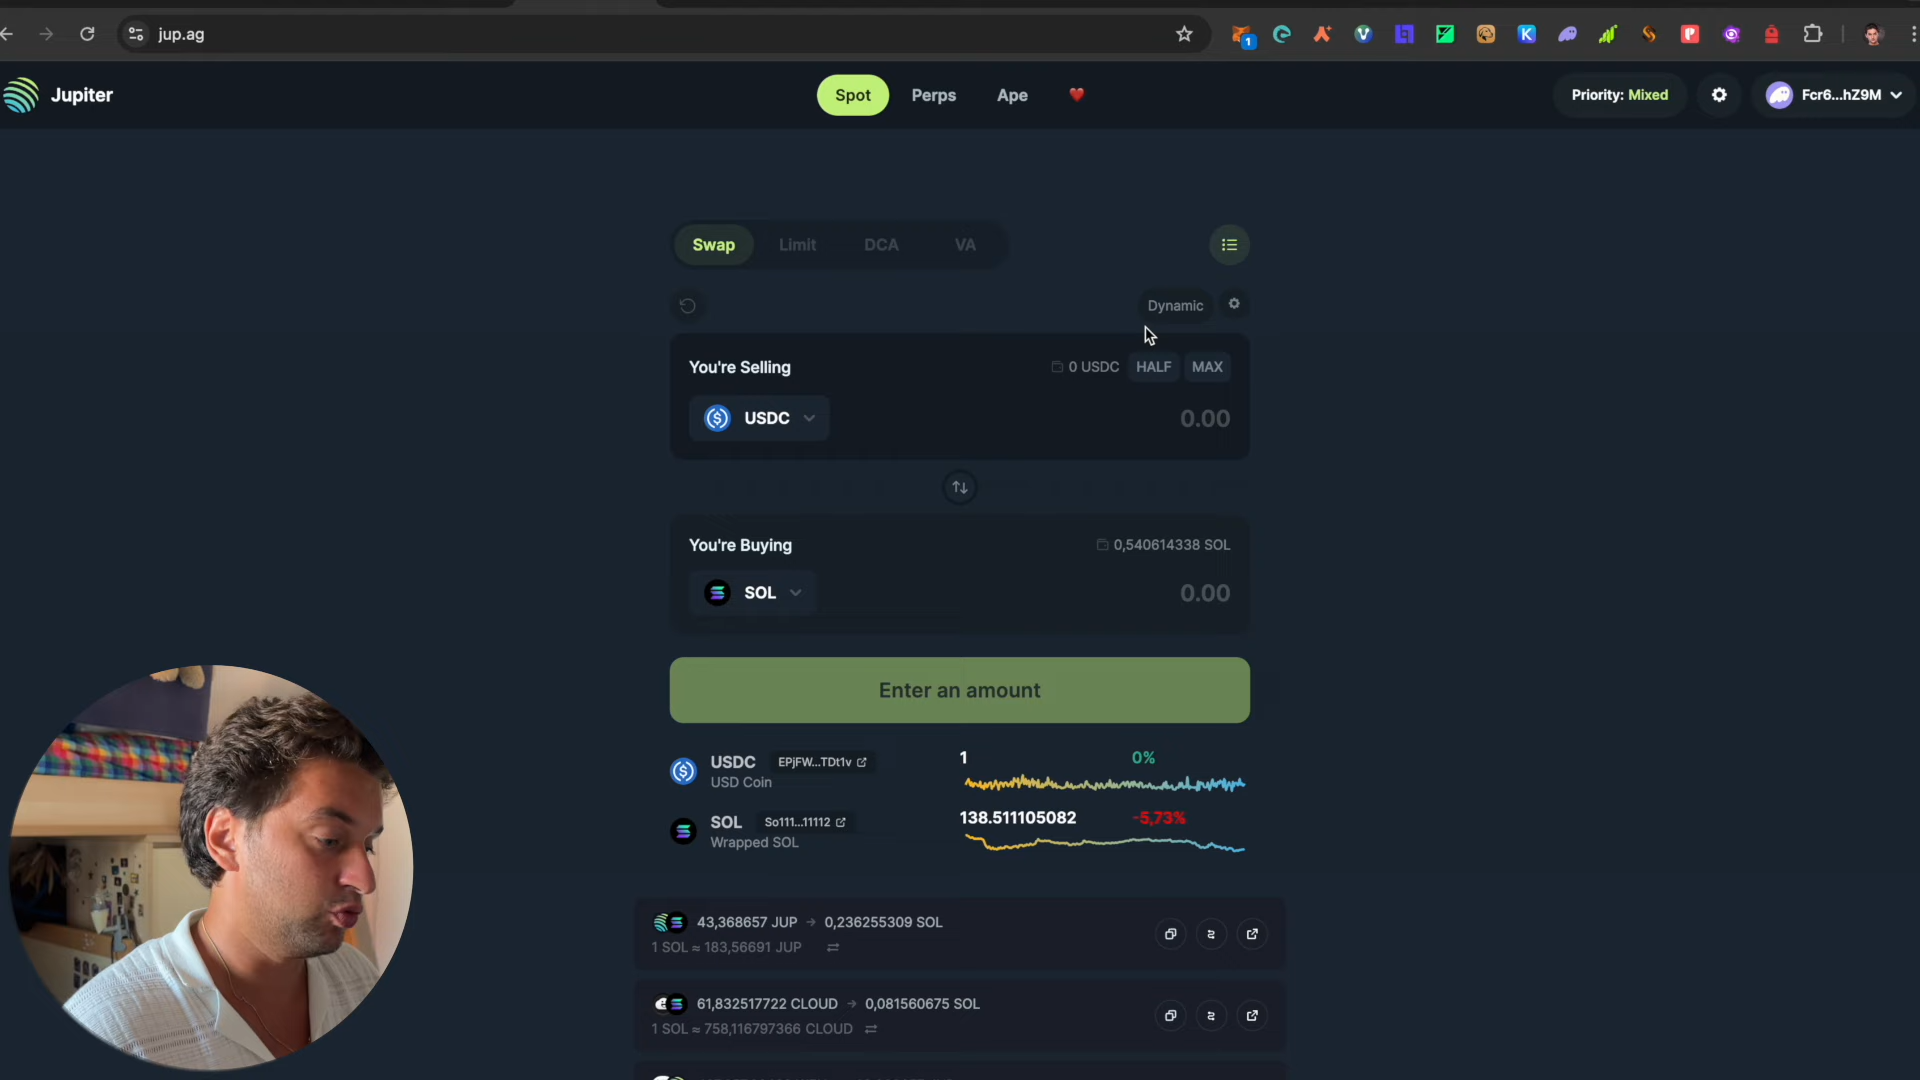 jup.ag
1
Jupiter
Spot
Perps
Ape
Priority: Mixed
Fcr6...hZ9M
Swap
Limit
DCA
VA
Dynamic
You're Selling
0 USDC
HALF
MAX
USDC
0.00
You're Buying
0,540614338 SOL
SOL
0.00
Enter an amount
USDC
EPjFW...TDt1v
USD Coin
1
0%
SOL
So111...11112
Wrapped SOL
138.511105082
-5,73%
43,368657 JUP → 0,236255309 SOL
1 SOL ≈ 183,56691 JUP
61,832517722 CLOUD → 0,081560675 SOL
1 SOL ≈ 758,116797366 CLOUD